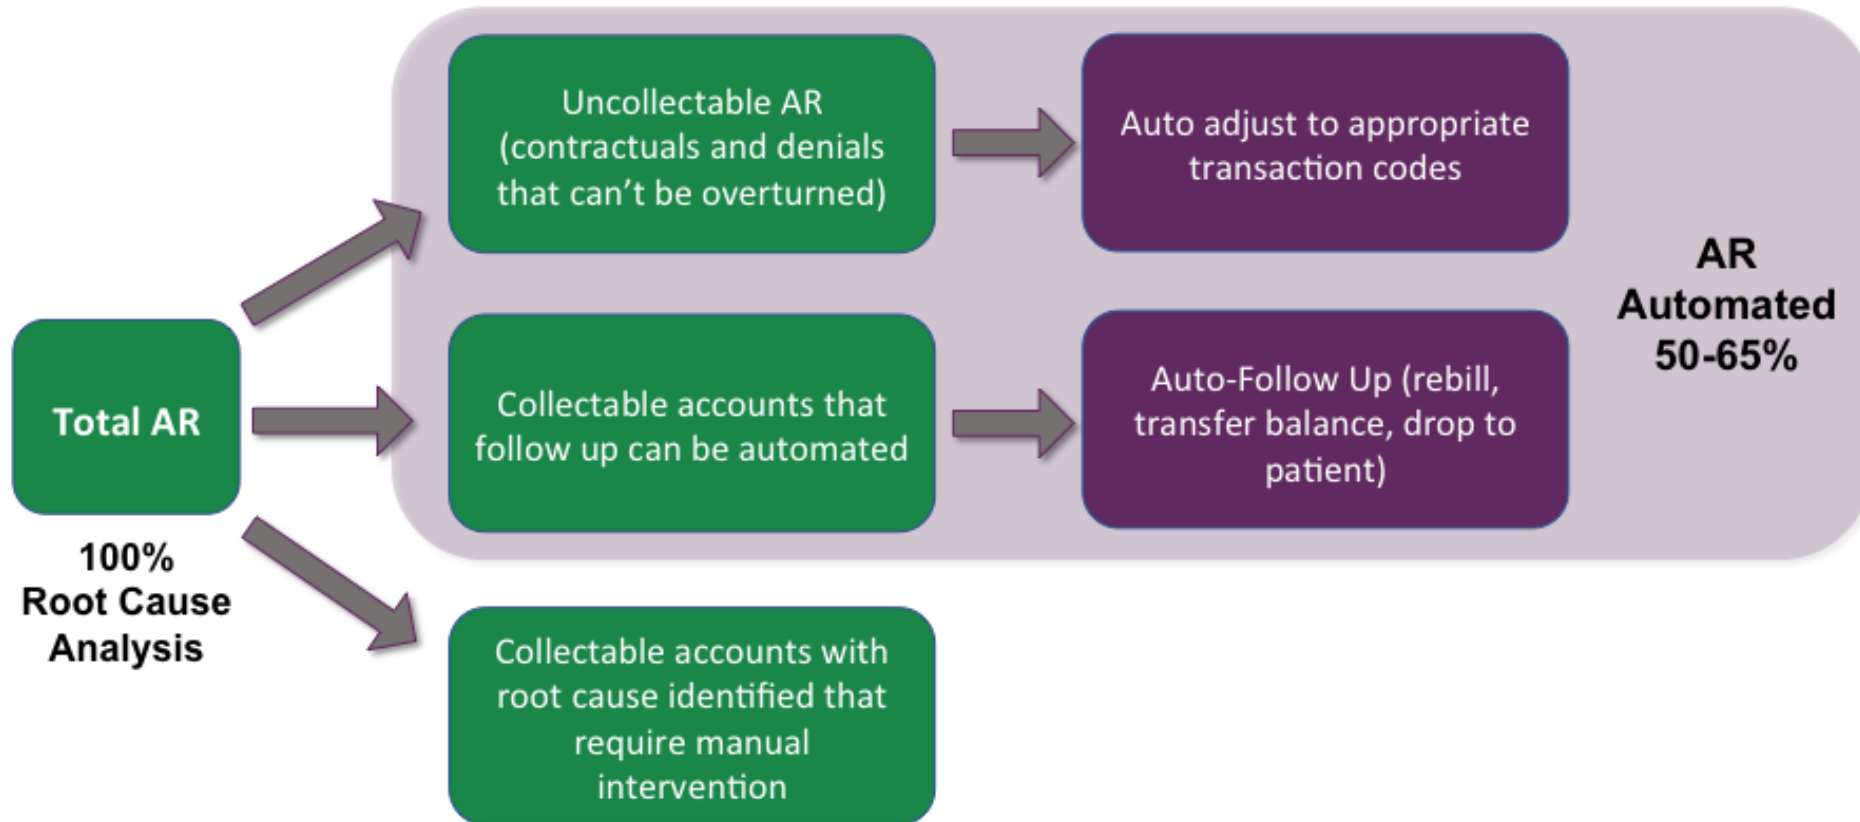 Total AR
100%
Root Cause
Analysis
Uncollectable AR
(contractuals and denials
that can’t be overturned)
Auto adjust to appropriate
transaction codes
Collectable accounts that
follow up can be automated
Auto-Follow Up (rebill,
transfer balance, drop to
patient)
AR
Automated
50-65%
Collectable accounts with
root cause identified that
require manual
intervention